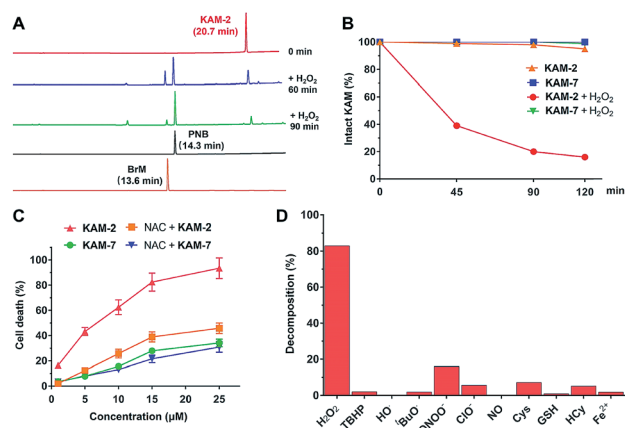 A
KAM-2
(20.7 min)
0 min
+ H₂O₂
60 min
+ H₂O₂
90 min
PNB
(14.3 min)
BrM
(13.6 min)
B
Intact KAM (%)
100
80
60
40
20
0
KAM-2
KAM-7
KAM-2 + H₂O₂
KAM-7 + H₂O₂
0 45 90 120 min
C
KAM-2 NAC + KAM-2
KAM-7 NAC + KAM-7
Cell death (%)
100
80
60
40
20
0
0 5 10 15 20 25
Concentration (µM)
D
Decomposition (%)
100
80
60
40
20
0
H₂O₂ TBHP HO· ᵗBuO· ONOO⁻ ClO⁻ NO Cys GSH HCy Fe²⁺